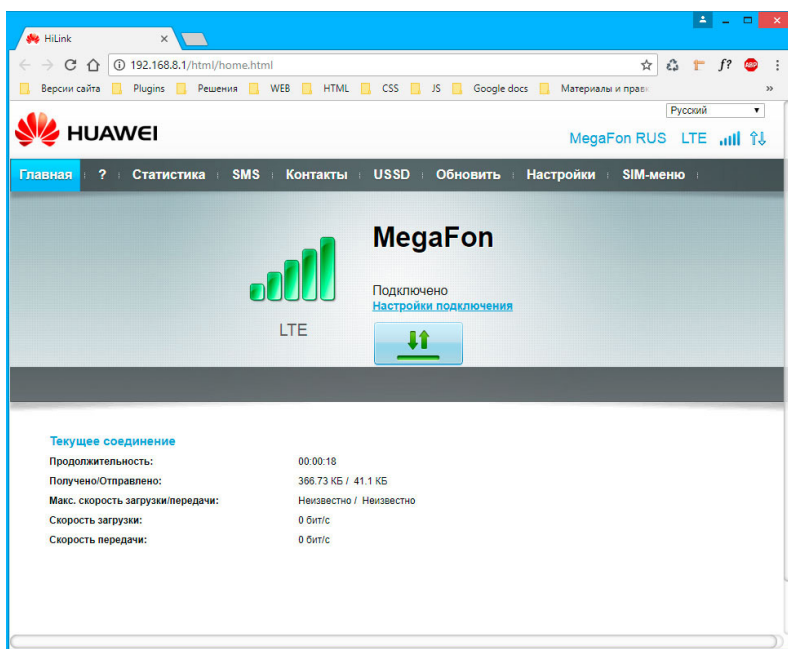 HiLink
192.168.8.1/html/home.html
f?
ABP
Версии сайта Plugins Решения WEB HTML CSS JS Google docs Материалы и прав »
Русский
HUAWEI
MegaFon RUS LTE
Главная ? Статистика SMS Контакты USSD Обновить Настройки SIM-меню
MegaFon
Подключено
Настройки подключения
LTE
Текущее соединение
Продолжительность: 00:00:18
Получено/Отправлено: 366.73 КБ / 41.1 КБ
Макс. скорость загрузки/передачи: Неизвестно / Неизвестно
Скорость загрузки: 0 бит/с
Скорость передачи: 0 бит/с